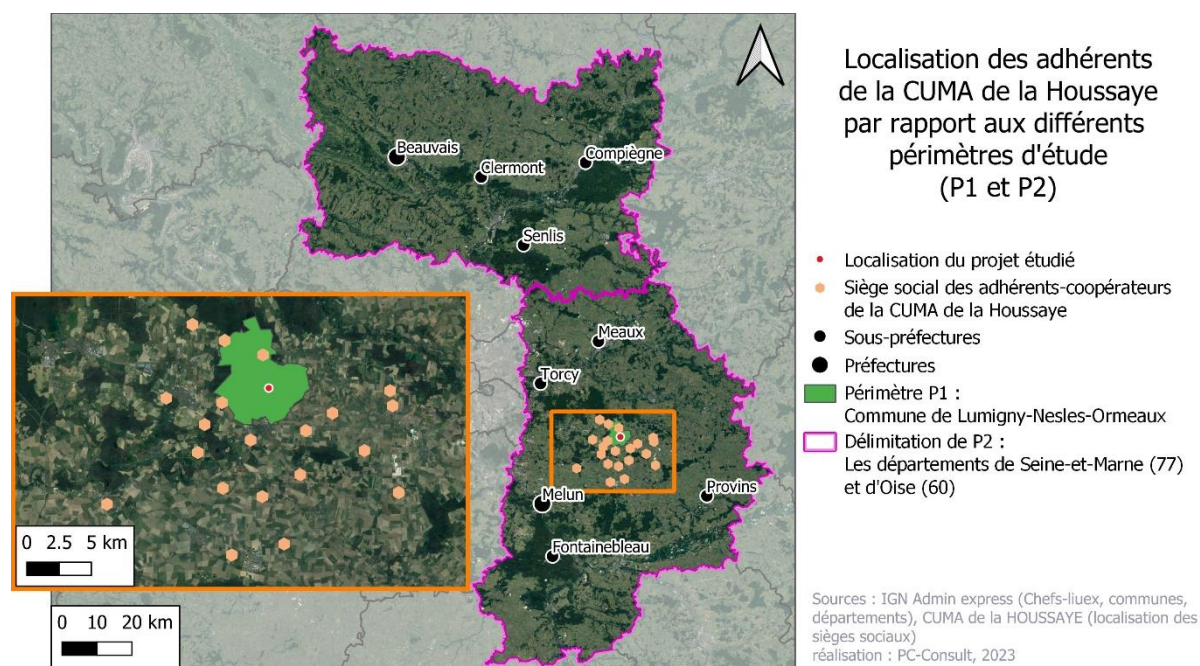 Localisation des adhérents
de la CUMA de la Houssaye
par rapport aux différents
périmètres d'étude
(P1 et P2)
Localisation du projet étudié
Siège social des adhérents-coopérateurs
de la CUMA de la Houssaye
Sous-préfectures
Préfectures
Périmètre P1 :
Commune de Lumigny-Nesles-Ormeaux
Délimitation de P2 :
Les départements de Seine-et-Marne (77)
et d'Oise (60)
Sources : IGN Admin express (Chefs-liuex, communes,
départements), CUMA de la HOUSSAYE (localisation des
sièges sociaux)
réalisation : PC-Consult, 2023
Beauvais
Clermont
Compiègne
Senlis
Meaux
Torcy
Melun
Provins
Fontainebleau
0 2.5 5 km
0 10 20 km